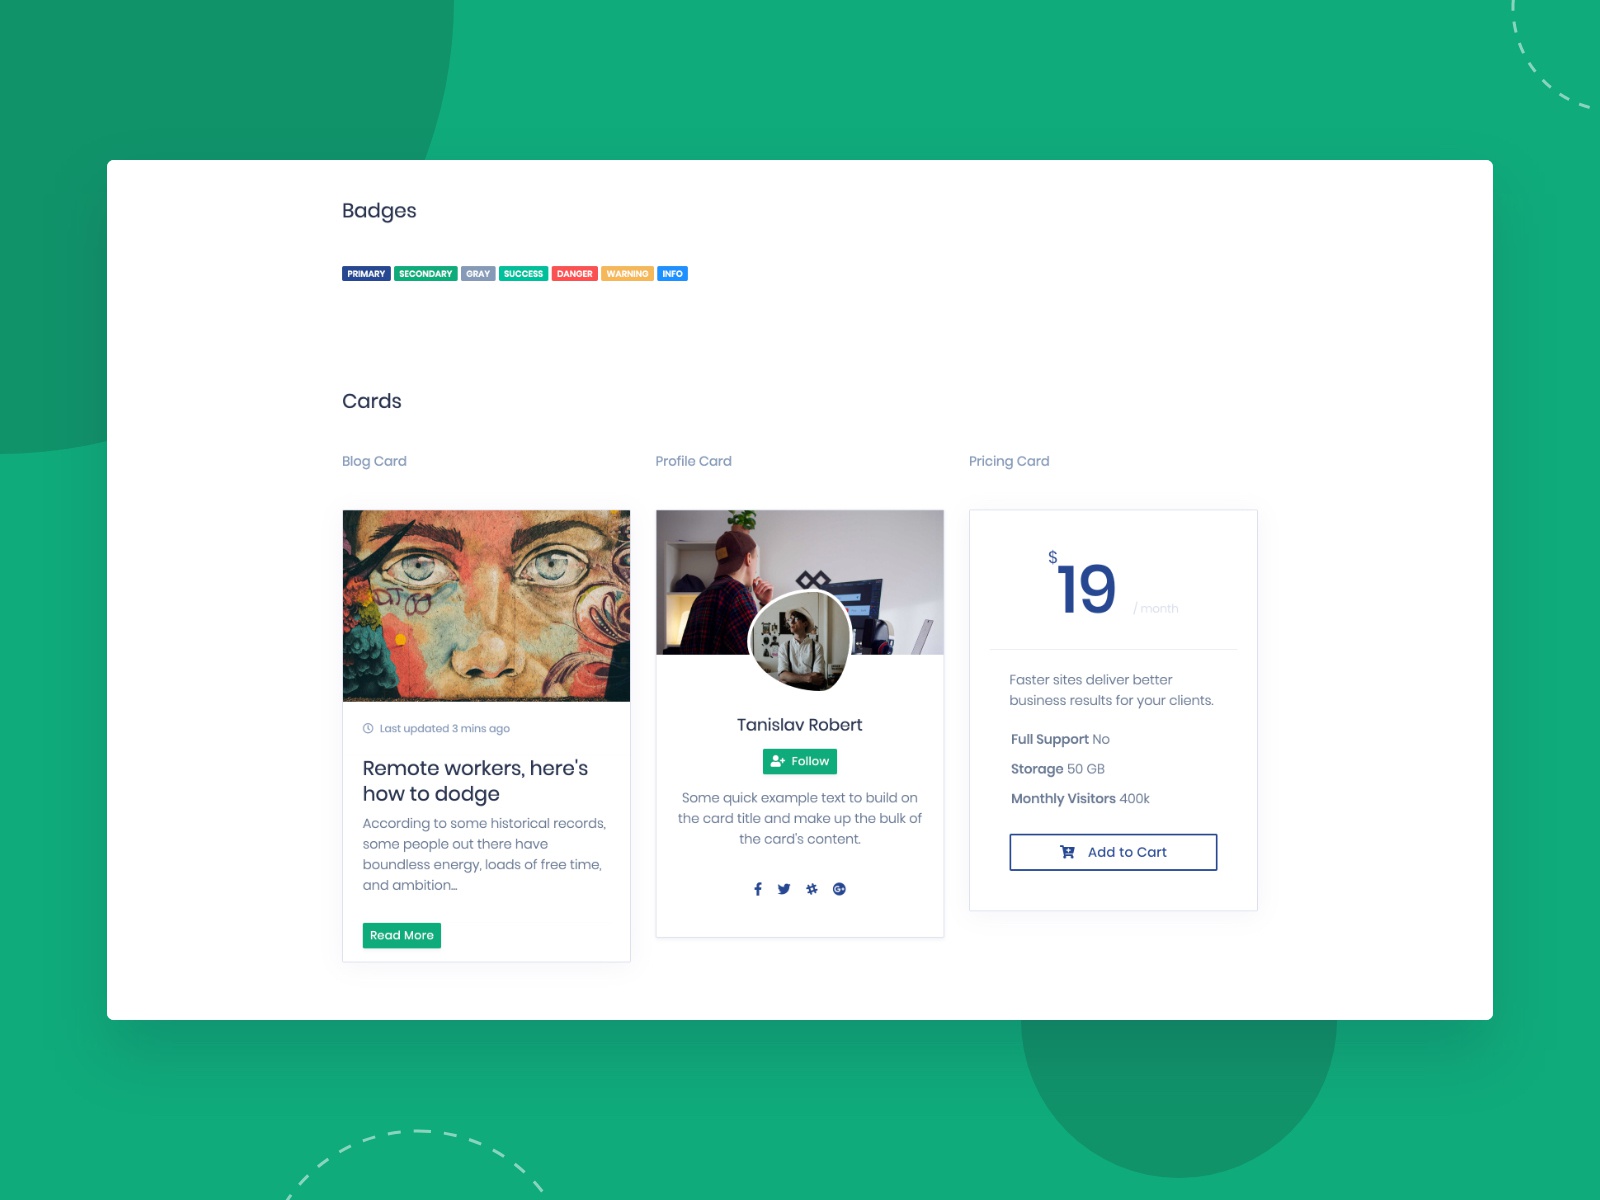 Badges
PRIMARY SECONDARY GRAY SUCCESS DANGER WARNING INFO
Cards
Blog Card
Last updated 3 mins ago
Remote workers, here's
how to dodge
According to some historical records,
some people out there have
boundless energy, loads of free time,
and ambition...
Read More
Profile Card
Tanislav Robert
Follow
Some quick example text to build on
the card title and make up the bulk of
the card's content.
Pricing Card
$19 / month
Faster sites deliver better
business results for your clients.
Full Support No
Storage 50 GB
Monthly Visitors 400k
Add to Cart